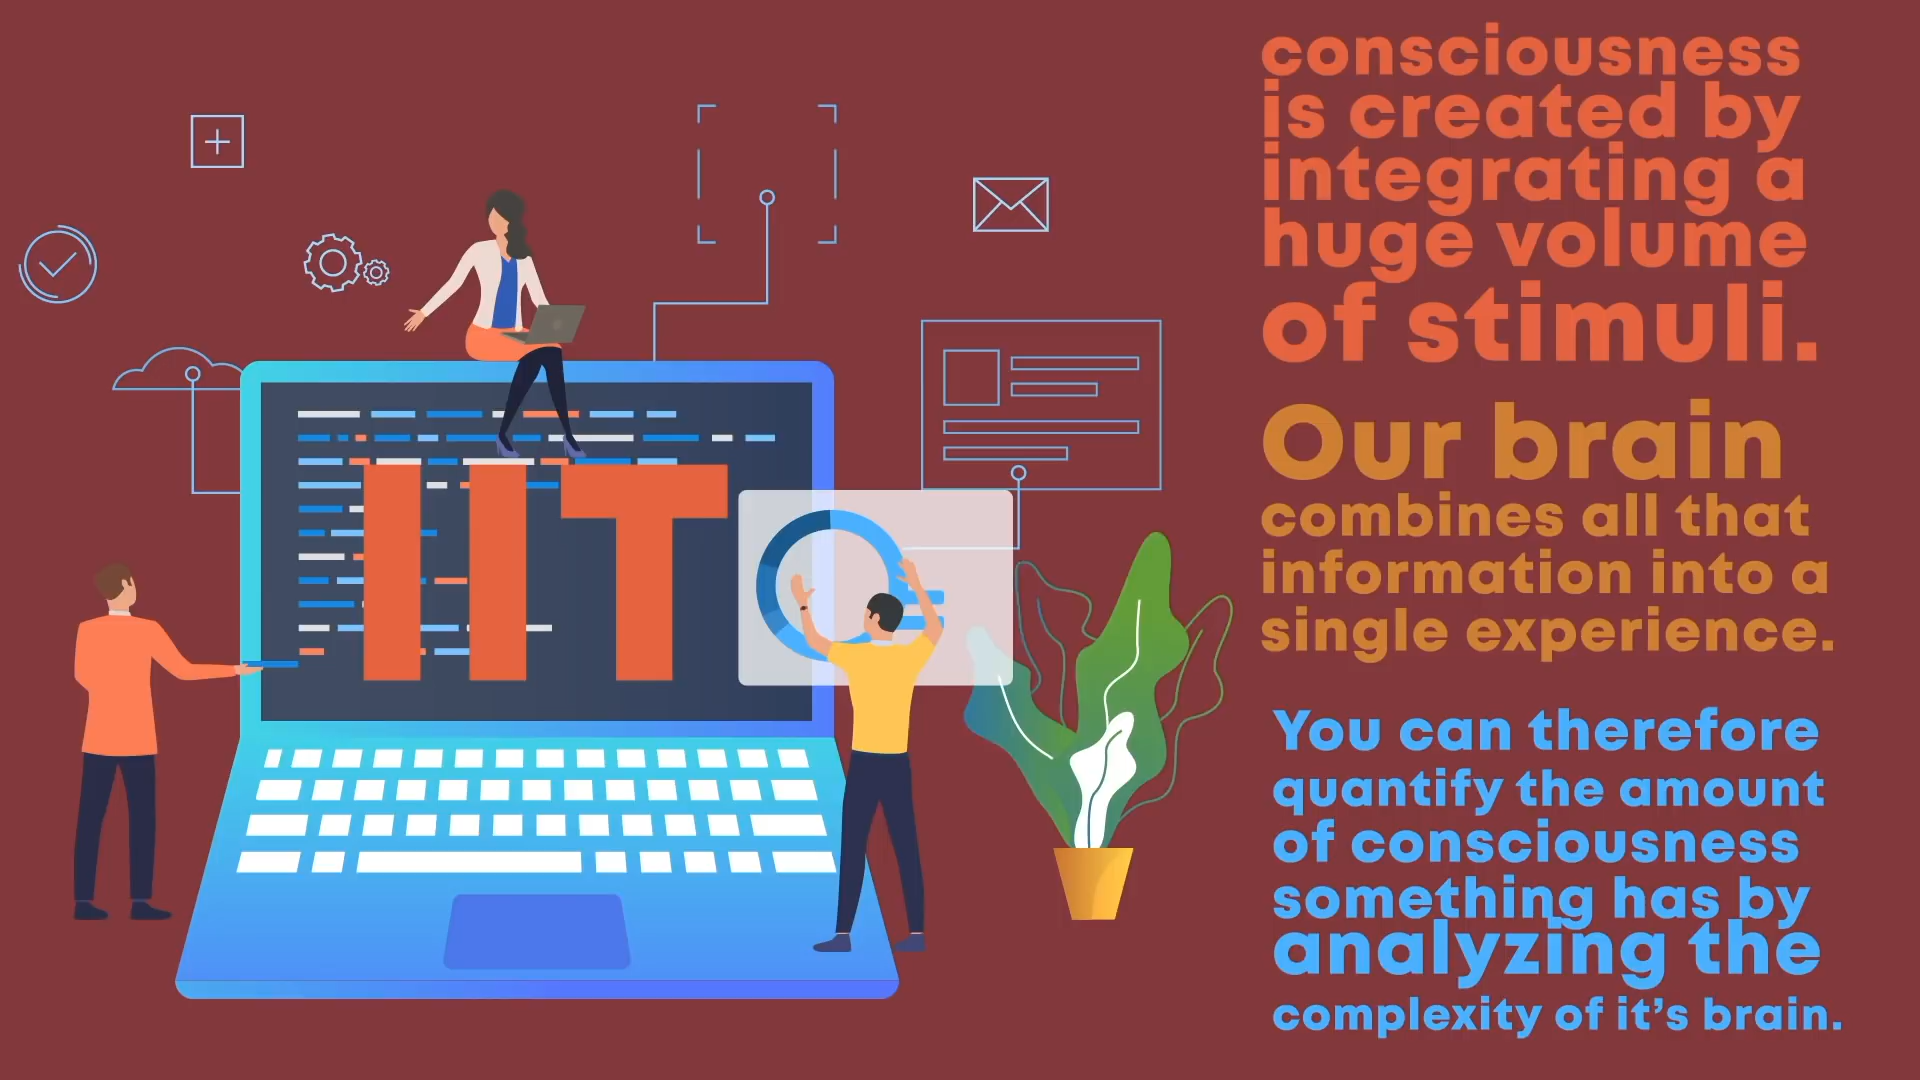 IIT
consciousness
is created by
integrating a
huge volume
of stimuli.
Our brain
combines all that
information into a
single experience.
You can therefore
quantify the amount
of consciousness
something has by
analyzing the
complexity of it’s brain.